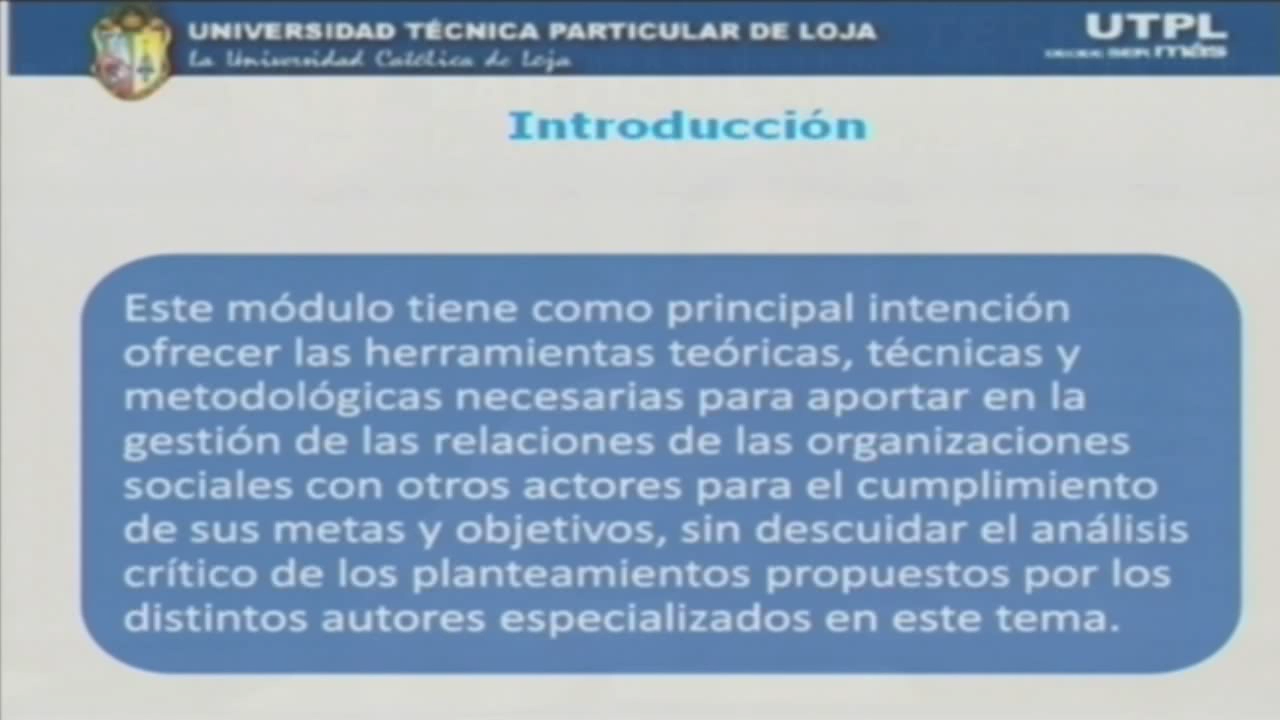 UNIVERSIDAD TÉCNICA PARTICULAR DE LOJA
La Universidad Católica de Loja
UTPL
DECIDE SER más
Introducción
Este módulo tiene como principal intención
ofrecer las herramientas teóricas, técnicas y
metodológicas necesarias para aportar en la
gestión de las relaciones de las organizaciones
sociales con otros actores para el cumplimiento
de sus metas y objetivos, sin descuidar el análisis
crítico de los planteamientos propuestos por los
distintos autores especializados en este tema.